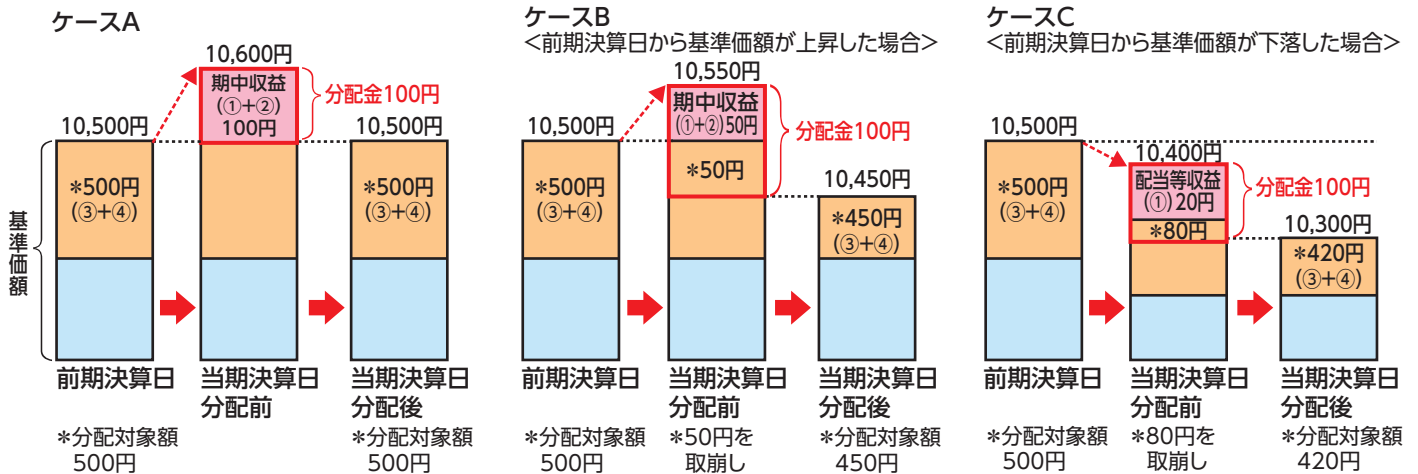 ケースA
10,600円
期中収益
(①+②)
100円
分配金100円
10,500円
10,500円
*500円
(③+④)
*500円
(③+④)
基準価額
前期決算日
当期決算日
分配前
当期決算日
分配後
*分配対象額
500円
*分配対象額
500円
ケースB
<前期決算日から基準価額が上昇した場合>
10,550円
期中収益
(①+②)50円
分配金100円
10,500円
*500円
(③+④)
*50円
10,450円
*450円
(③+④)
前期決算日
当期決算日
分配前
当期決算日
分配後
*分配対象額
500円
*50円を
取崩し
*分配対象額
450円
ケースC
<前期決算日から基準価額が下落した場合>
10,500円
10,400円
配当等収益
(①)20円
分配金100円
*500円
(③+④)
*80円
10,300円
*420円
(③+④)
前期決算日
当期決算日
分配前
当期決算日
分配後
*分配対象額
500円
*80円を
取崩し
*分配対象額
420円